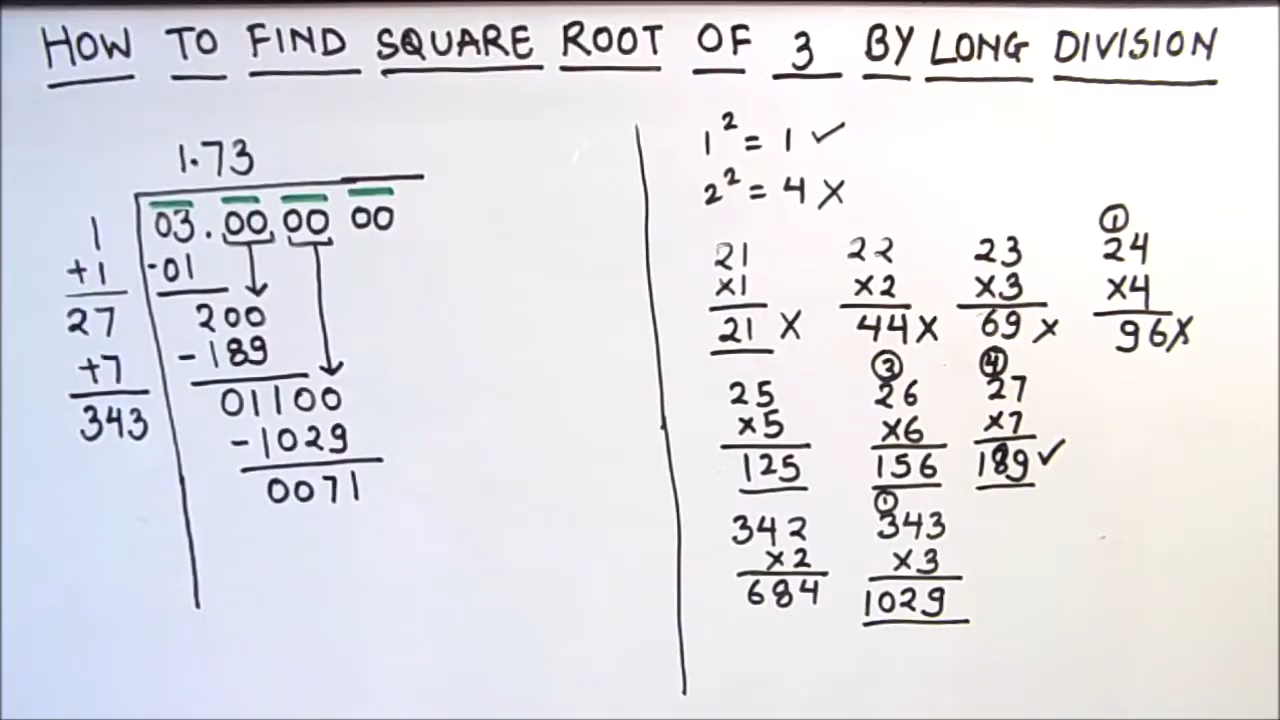 HOW TO FIND SQUARE ROOT OF 3 BY LONG DIVISION
1.73
1 03.00 00 00
+1 -01
27 200
+7 -189
343 01100
-1029
0071
1² = 1 ✓
2² = 4 X
①
21 22 23 24
x1 x2 x3 x4
21 X 44 X 69 X 96 X
③ ④
25 26 27
x5 x6 x7
125 156 189 ✓
①
342 343
x2 x3
684 1029